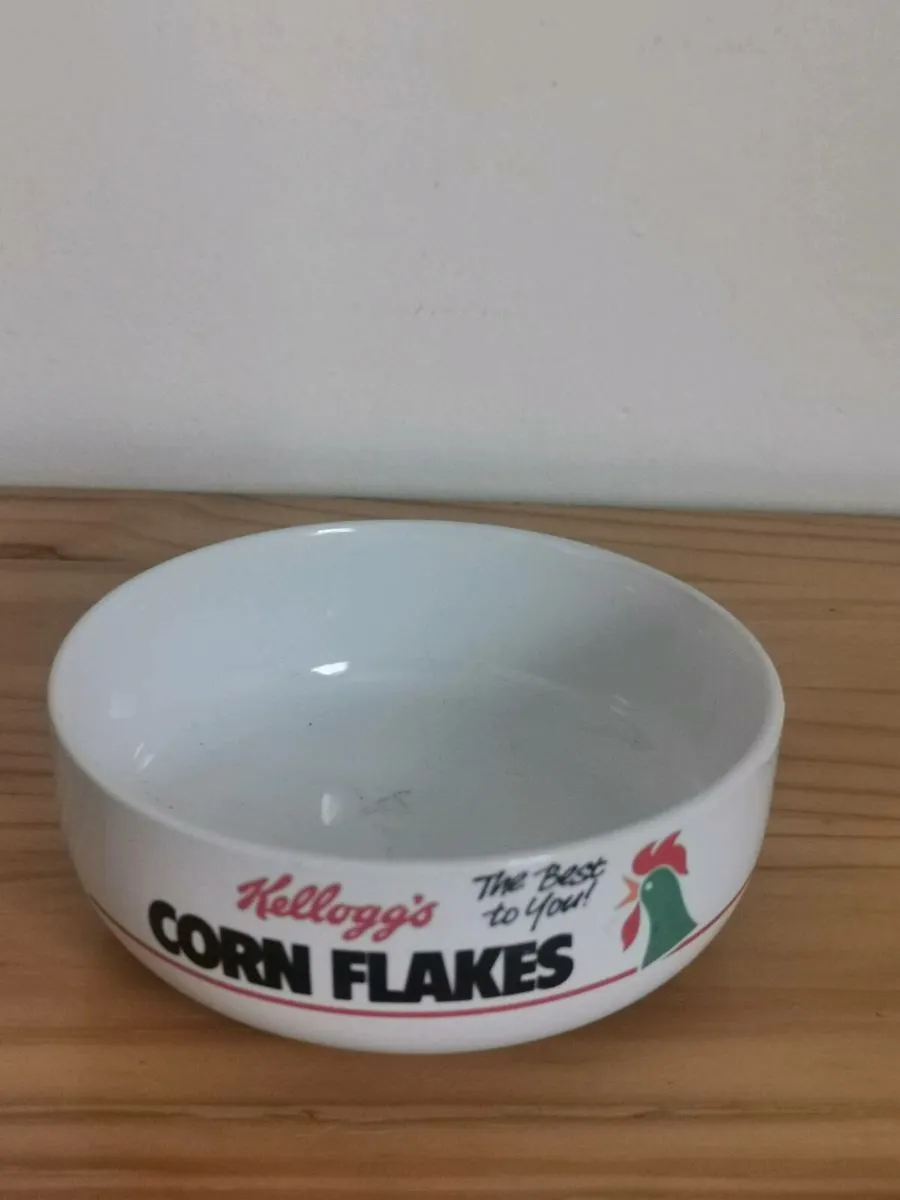 Kellogg's
CORN FLAKES
The Best
to You!